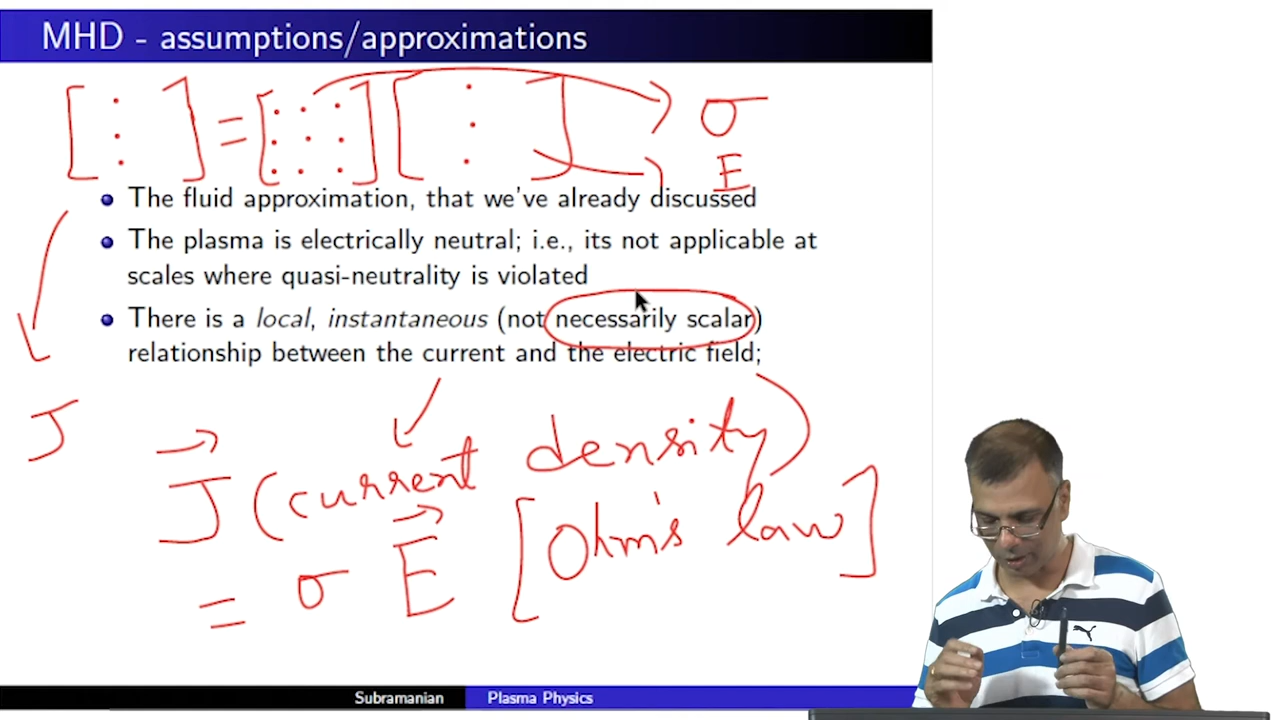 MHD - assumptions/approximations
[⋮] = [⋮ ⋮ ⋮] [⋮] → σ
E
The fluid approximation, that we've already discussed
The plasma is electrically neutral; i.e., its not applicable at
scales where quasi-neutrality is violated
There is a local, instantaneous (not necessarily scalar)
relationship between the current and the electric field;
J
J (current density)
= σ E [Ohm's law]
Subramanian Plasma Physics